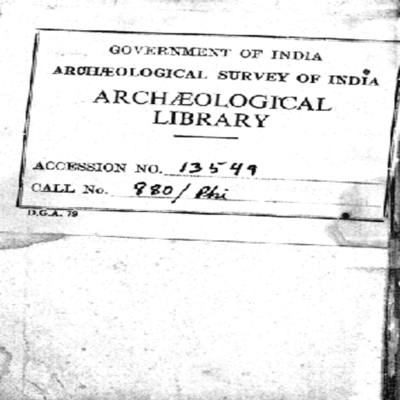 GOVERNMENT OF INDIA
ARCHÆOLOGICAL SURVEY OF INDIA
ARCHÆOLOGICAL
LIBRARY
ACCESSION NO. 13549
CALL No. 880/Phi
D.G.A. 79